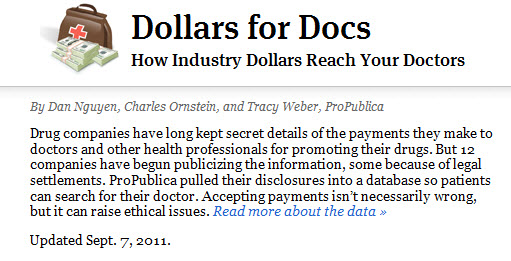 Dollars for Docs
How Industry Dollars Reach Your Doctors
By Dan Nguyen, Charles Ornstein, and Tracy Weber, ProPublica
Drug companies have long kept secret details of the payments they make to
doctors and other health professionals for promoting their drugs. But 12
companies have begun publicizing the information, some because of legal
settlements. ProPublica pulled their disclosures into a database so patients
can search for their doctor. Accepting payments isn’t necessarily wrong,
but it can raise ethical issues. Read more about the data »
Updated Sept. 7, 2011.